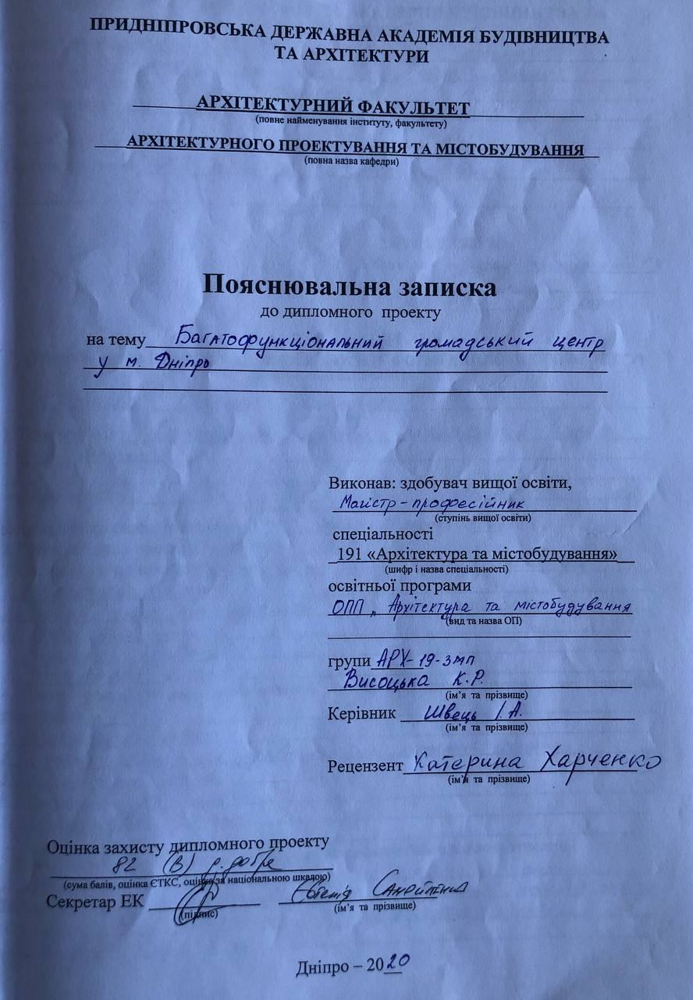 ПРИДНІПРОВСЬКА ДЕРЖАВНА АКАДЕМІЯ БУДІВНИЦТВА
ТА АРХІТЕКТУРИ
АРХІТЕКТУРНИЙ ФАКУЛЬТЕТ
(повне найменування інституту, факультету)
АРХІТЕКТУРНОГО ПРОЕКТУВАННЯ ТА МІСТОБУДУВАННЯ
(повна назва кафедри)
Пояснювальна записка
до дипломного проекту
на тему Багатофункціональний громадський центр
у м. Дніпро
Виконав: здобувач вищої освіти,
Магістр-професійник
(ступінь вищої освіти)
спеціальності
191 «Архітектура та містобудування»
(шифр і назва спеціальності)
освітньої програми
ОПП „ Архітектура та містобудування
(вид та назва ОП)
групи АРХ-19-3мп
Висоцька К.Р.
(ім’я та прізвище)
Керівник Швець І.А.
(ім’я та прізвище)
Рецензент Катерина Харченко
(ім’я та прізвище)
Оцінка захисту дипломного проекту
82 (В) добре
(сума балів, оцінка ЄТКС, оцінка за національною шкалою)
Секретар ЕК Євгенія
(підпис) (ім’я та прізвище)
Дніпро – 2020